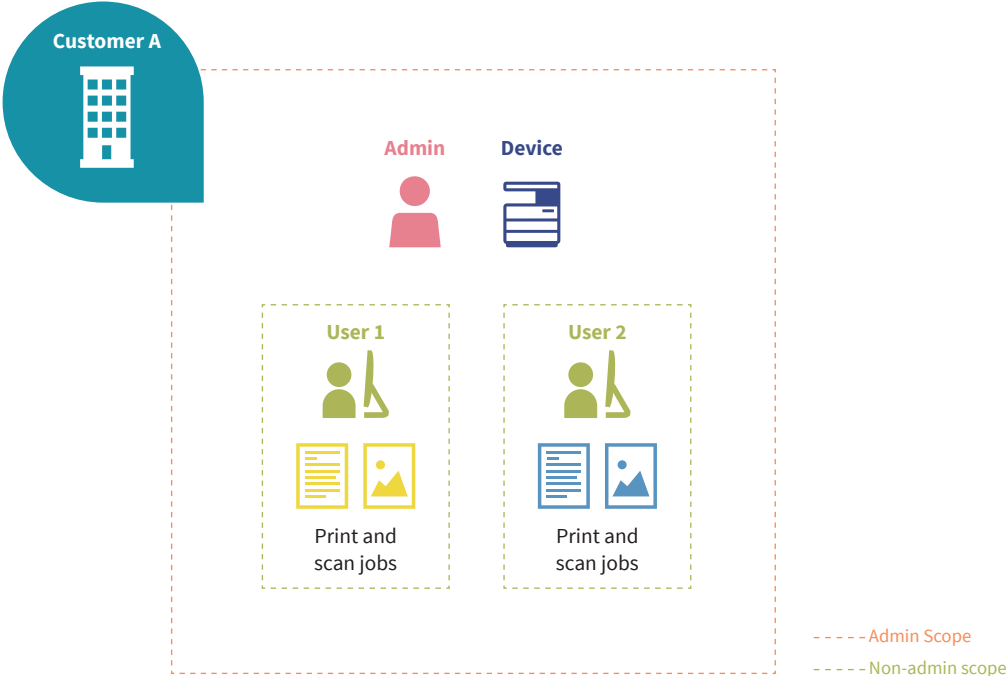 Customer A
Admin
Device
User 1
User 2
Print and
scan jobs
Print and
scan jobs
Admin Scope
Non-admin scope